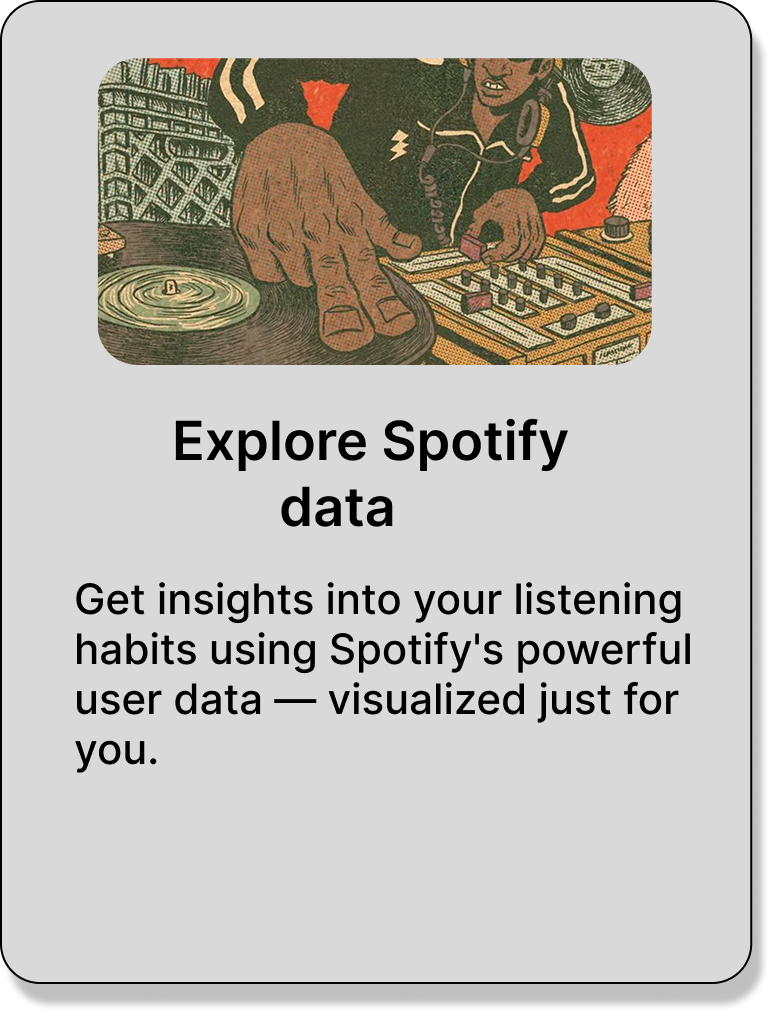 Explore Spotify
data
Get insights into your listening
habits using Spotify's powerful
user data — visualized just for
you.